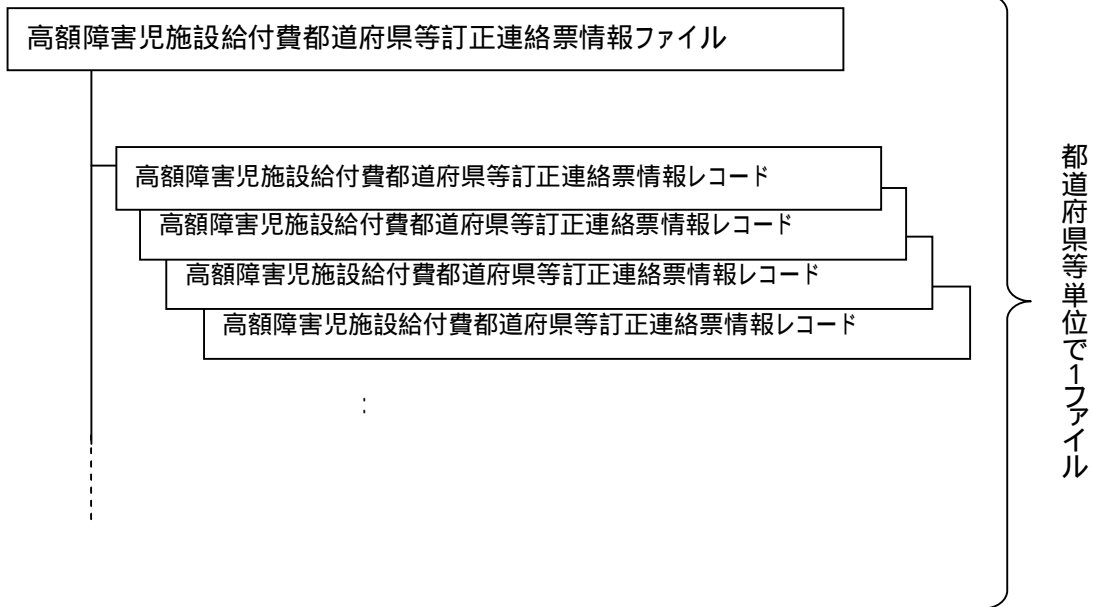 高額障害児施設給付費都道府県等訂正連絡票情報ファイル
高額障害児施設給付費都道府県等訂正連絡票情報レコード
高額障害児施設給付費都道府県等訂正連絡票情報レコード
高額障害児施設給付費都道府県等訂正連絡票情報レコード
高額障害児施設給付費都道府県等訂正連絡票情報レコード
:
都道府県等単位で1ファイル